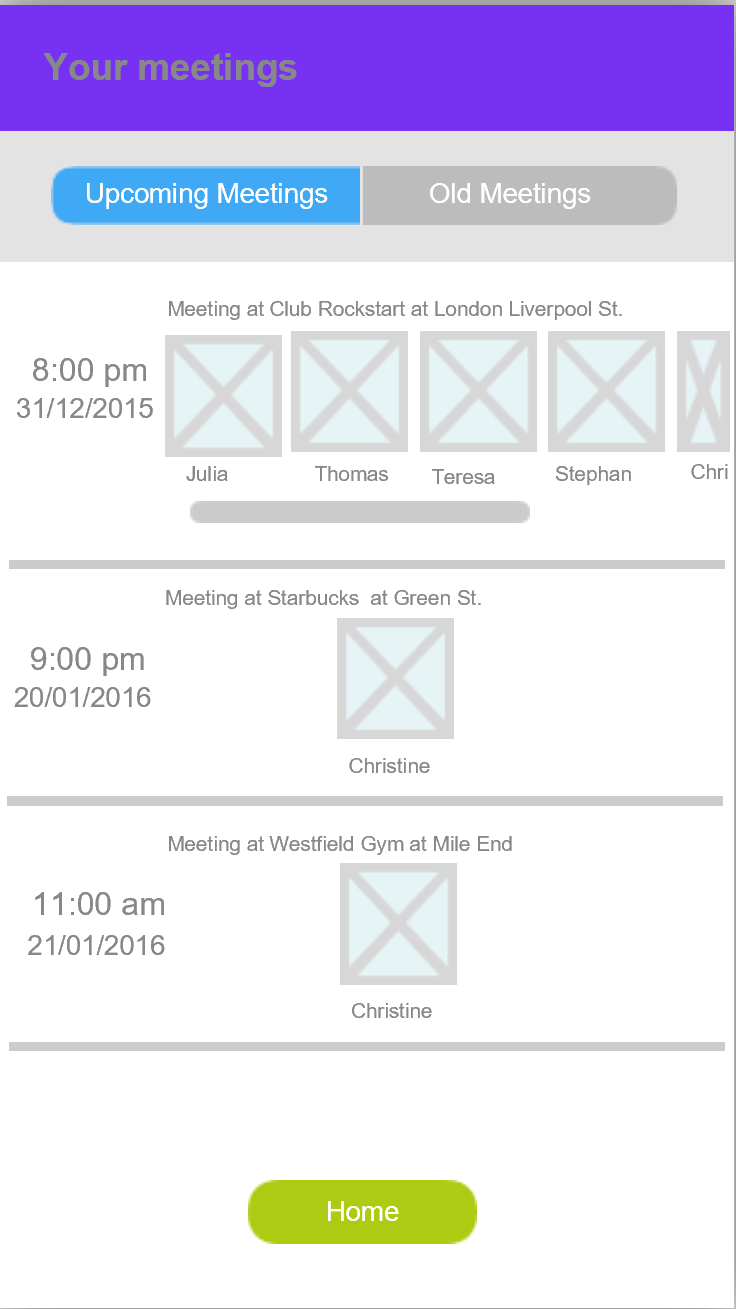 Your meetings
Upcoming Meetings Old Meetings
Meeting at Club Rockstart at London Liverpool St.
8:00 pm
31/12/2015
Julia Thomas Teresa Stephan Chri
Meeting at Starbucks at Green St.
9:00 pm
20/01/2016
Christine
Meeting at Westfield Gym at Mile End
11:00 am
21/01/2016
Christine
Home